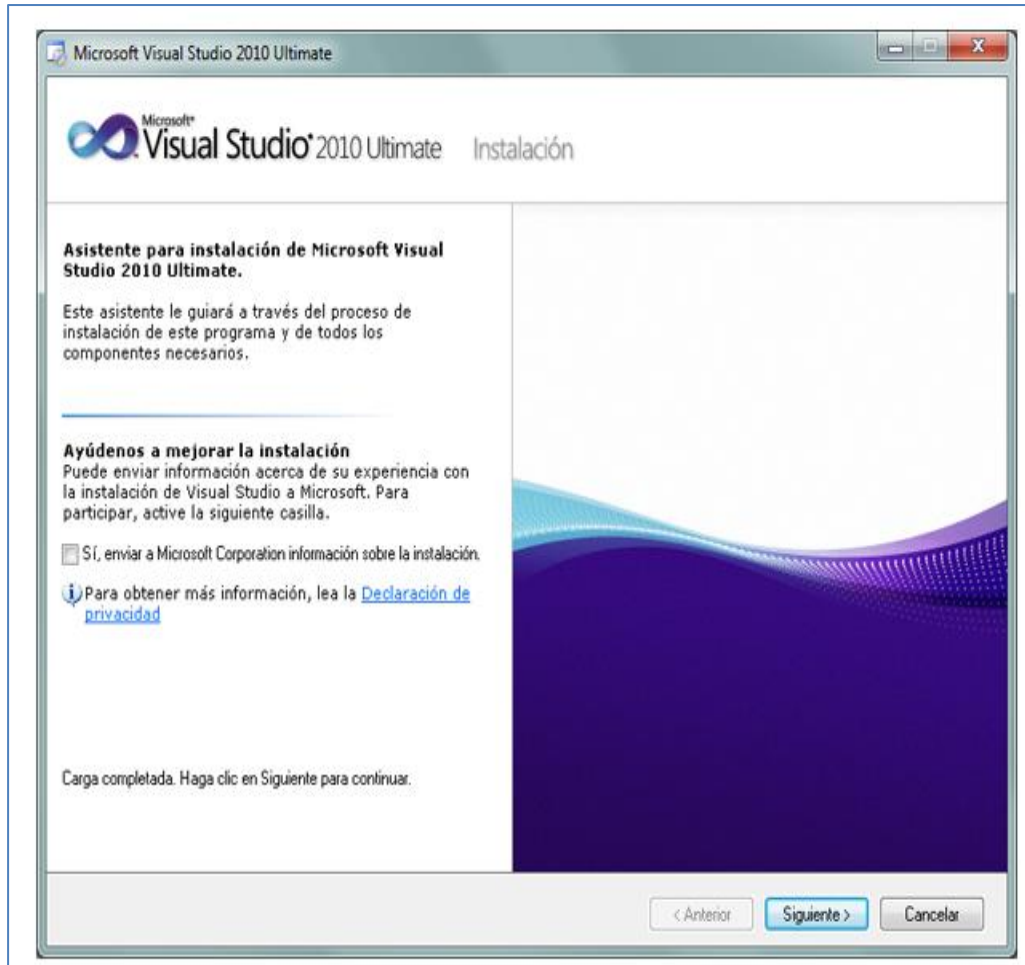 Microsoft Visual Studio 2010 Ultimate
Microsoft®
Visual Studio® 2010 Ultimate Instalación
Asistente para instalación de Microsoft Visual
Studio 2010 Ultimate.
Este asistente le guiará a través del proceso de
instalación de este programa y de todos los
componentes necesarios.
Ayúdenos a mejorar la instalación
Puede enviar información acerca de su experiencia con
la instalación de Visual Studio a Microsoft. Para
participar, active la siguiente casilla.
Sí, enviar a Microsoft Corporation información sobre la instalación.
Para obtener más información, lea la Declaración de
privacidad
Carga completada. Haga clic en Siguiente para continuar.
< Anterior Siguiente > Cancelar